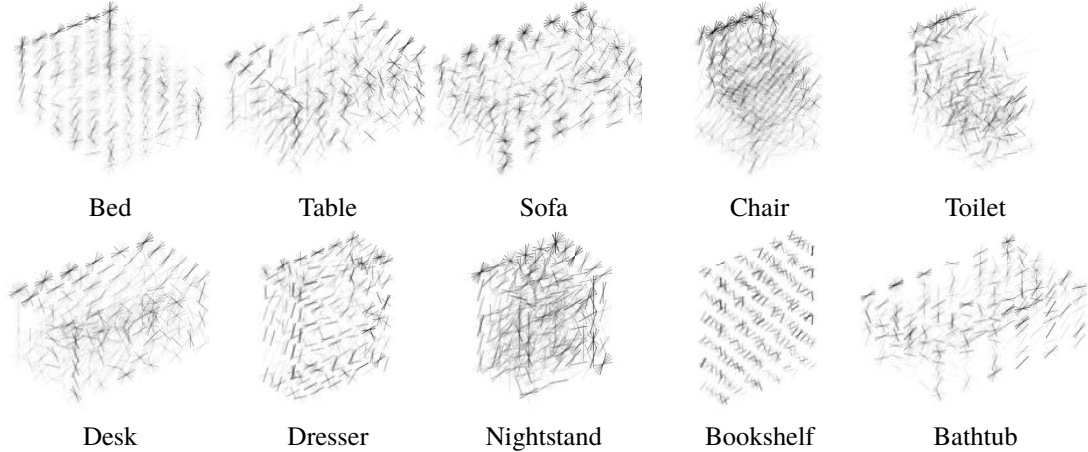 Bed Table Sofa Chair Toilet
Desk Dresser Nightstand Bookshelf Bathtub